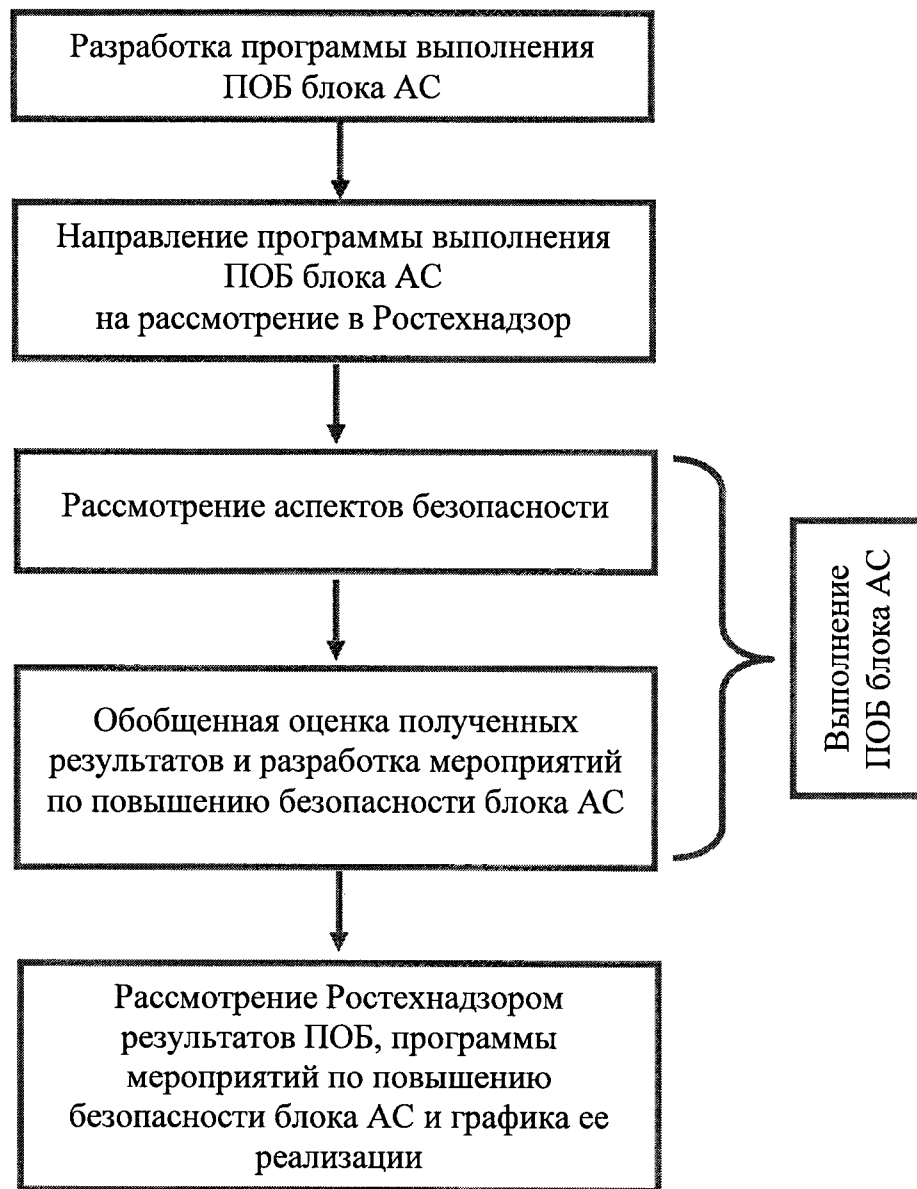 Разработка программы выполнения
ПОБ блока АС
Направление программы выполнения
ПОБ блока АС
на рассмотрение в Ростехнадзор
Рассмотрение аспектов безопасности
Обобщенная оценка полученных
результатов и разработка мероприятий
по повышению безопасности блока АС
Выполнение
ПОБ блока АС
Рассмотрение Ростехнадзором
результатов ПОБ, программы
мероприятий по повышению
безопасности блока АС и графика ее
реализации